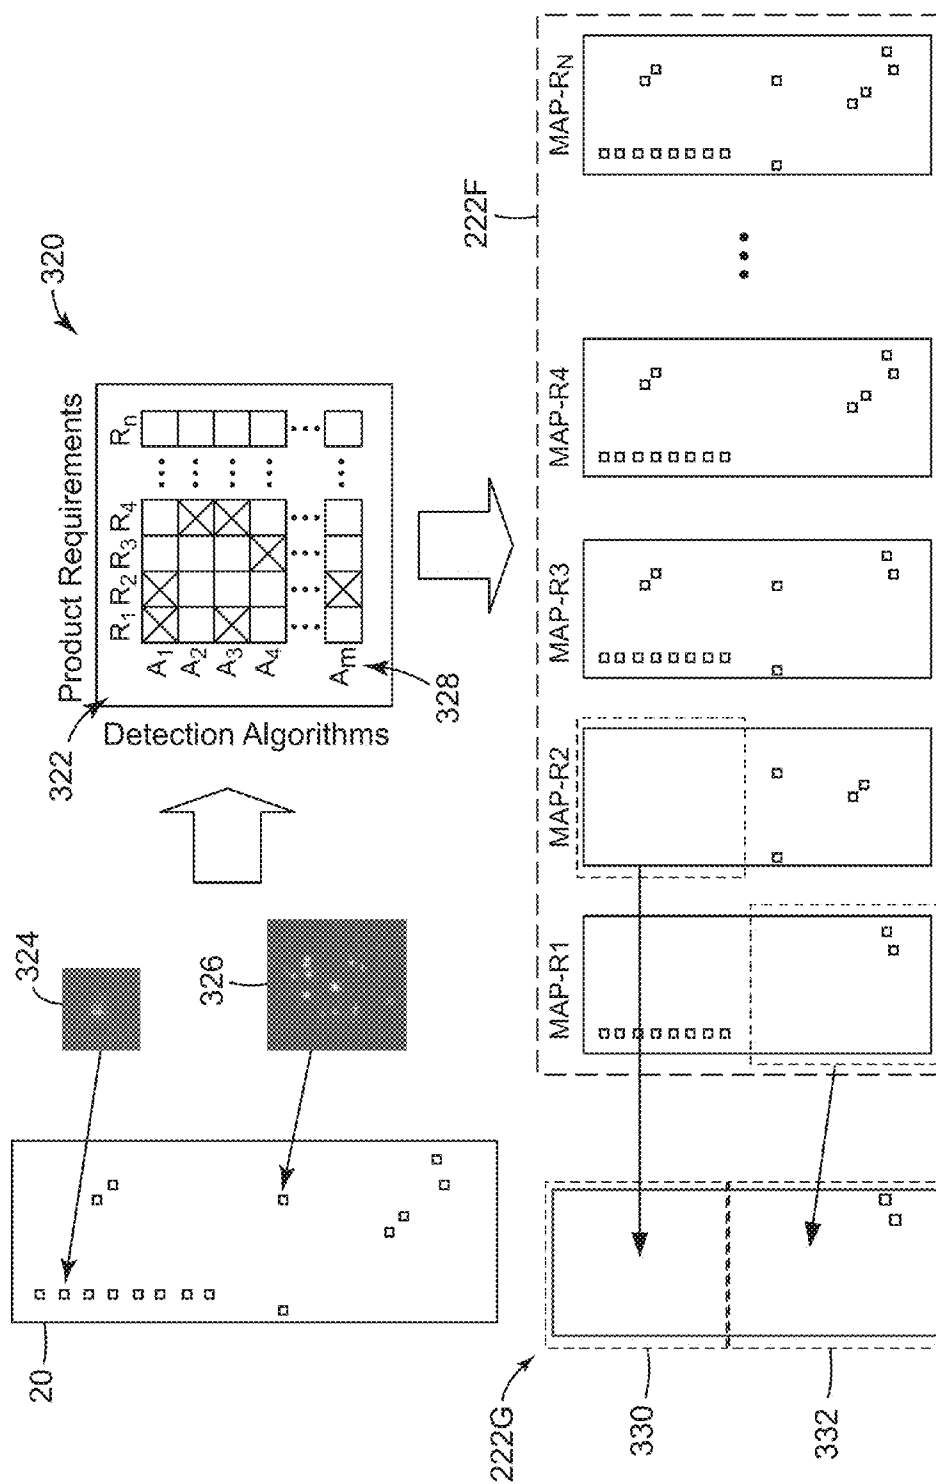 320
Product Requirements
R1 R2 R3 R4 Rn
A1
A2
A3
A4
Am
Detection Algorithms
322
328
324
326
20
222F
MAP-R1
MAP-R2
MAP-R3
MAP-R4
MAP-RN
222G
330
332